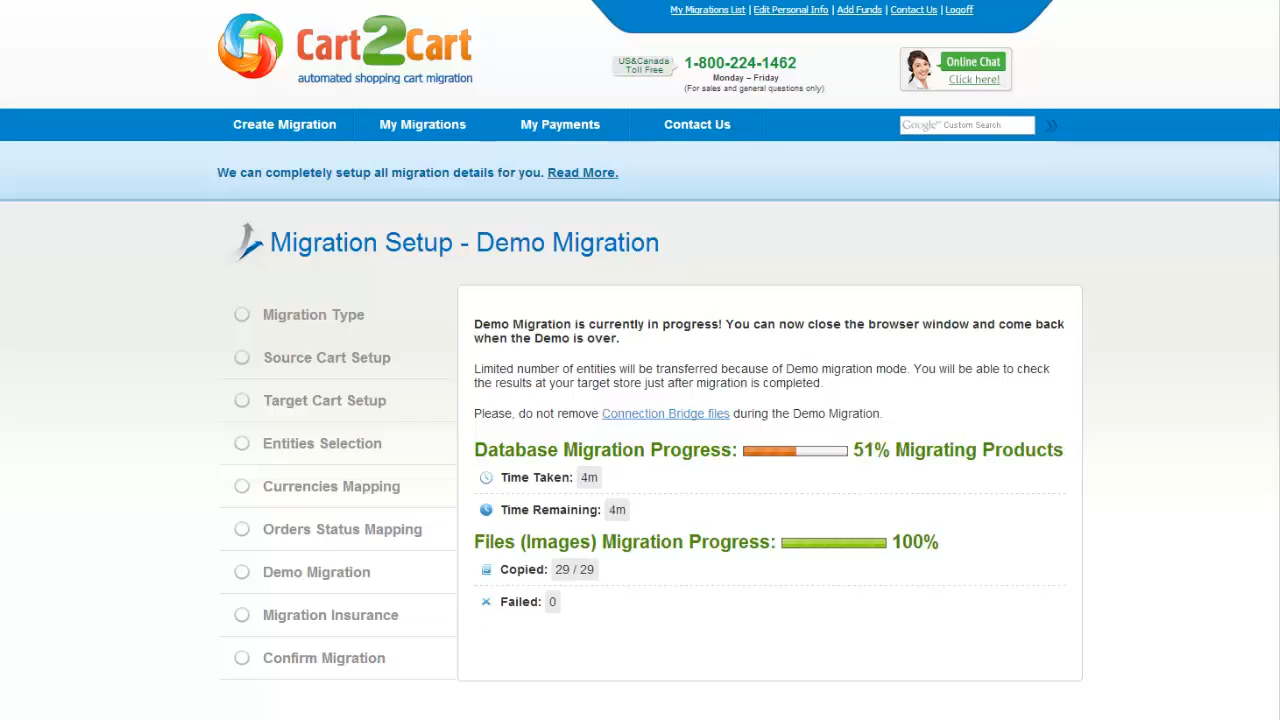 My Migrations List | Edit Personal Info | Add Funds | Contact Us | Logoff
Cart2Cart
automated shopping cart migration
US&Canada
Toll Free
1-800-224-1462
Monday – Friday
(For sales and general questions only)
Online Chat
Click here!
Create Migration
My Migrations
My Payments
Contact Us
Google™ Custom Search
We can completely setup all migration details for you. Read More.
Migration Setup - Demo Migration
Migration Type
Source Cart Setup
Target Cart Setup
Entities Selection
Currencies Mapping
Orders Status Mapping
Demo Migration
Migration Insurance
Confirm Migration
Demo Migration is currently in progress! You can now close the browser window and come back
when the Demo is over.
Limited number of entities will be transferred because of Demo migration mode. You will be able to check
the results at your target store just after migration is completed.
Please, do not remove Connection Bridge files during the Demo Migration.
Database Migration Progress: 51% Migrating Products
Time Taken: 4m
Time Remaining: 4m
Files (Images) Migration Progress: 100%
Copied: 29 / 29
Failed: 0